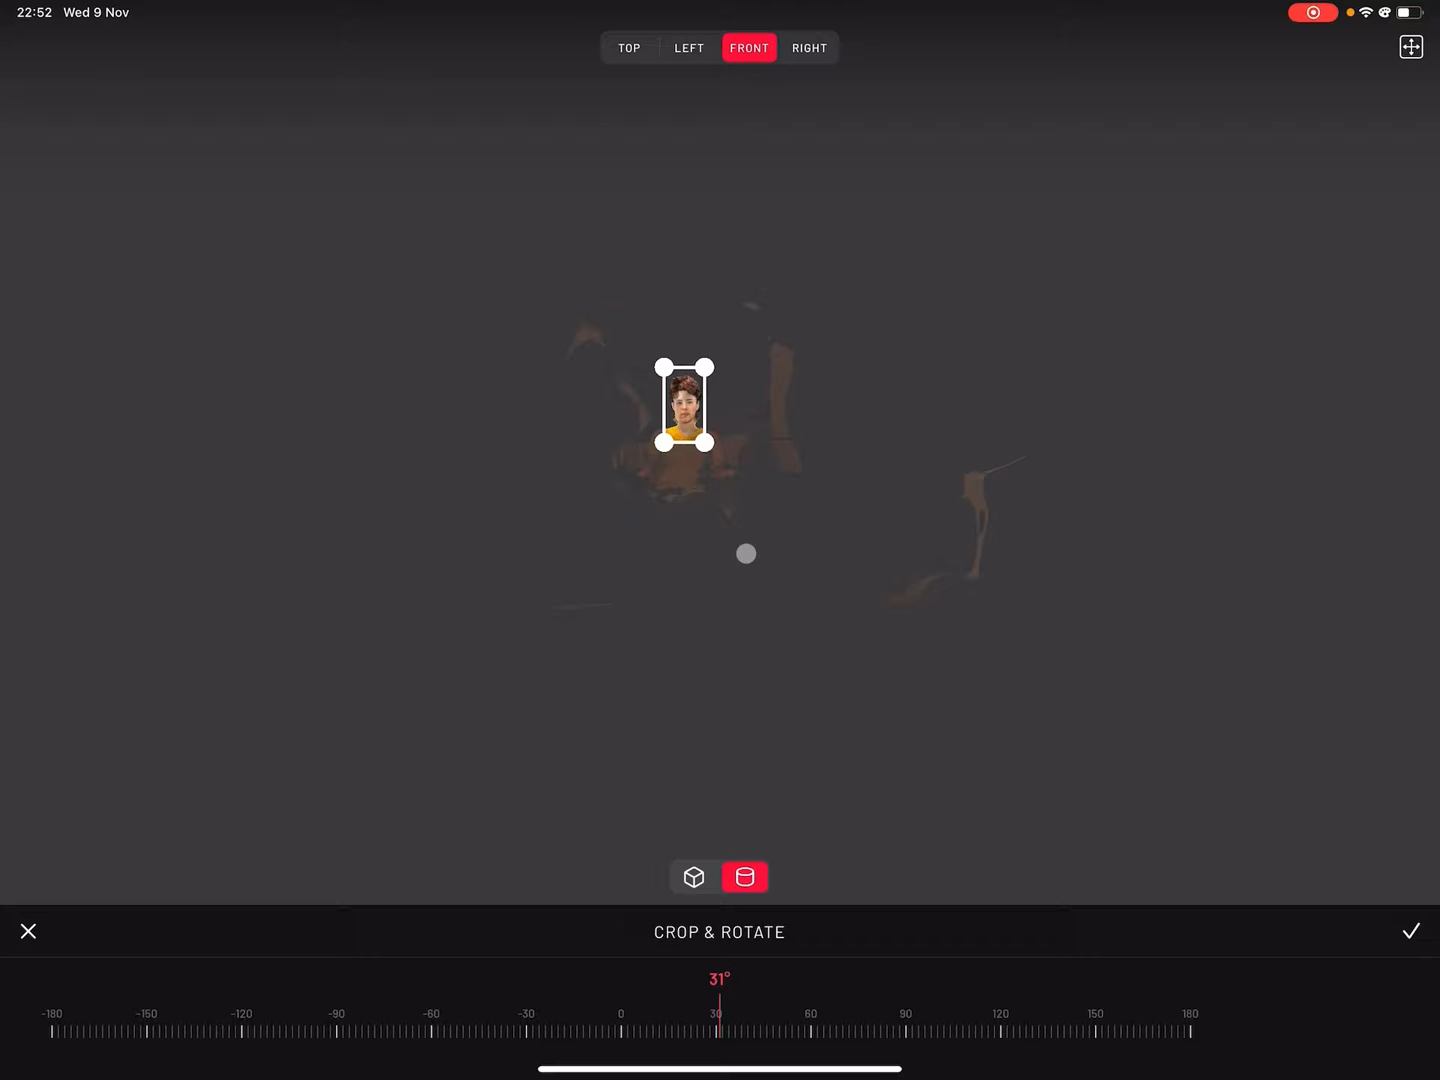 22:52 Wed 9 Nov
TOP LEFT FRONT RIGHT
CROP & ROTATE
31°
-180 -150 -120 -90 -60 -30 0 30 60 90 120 150 180